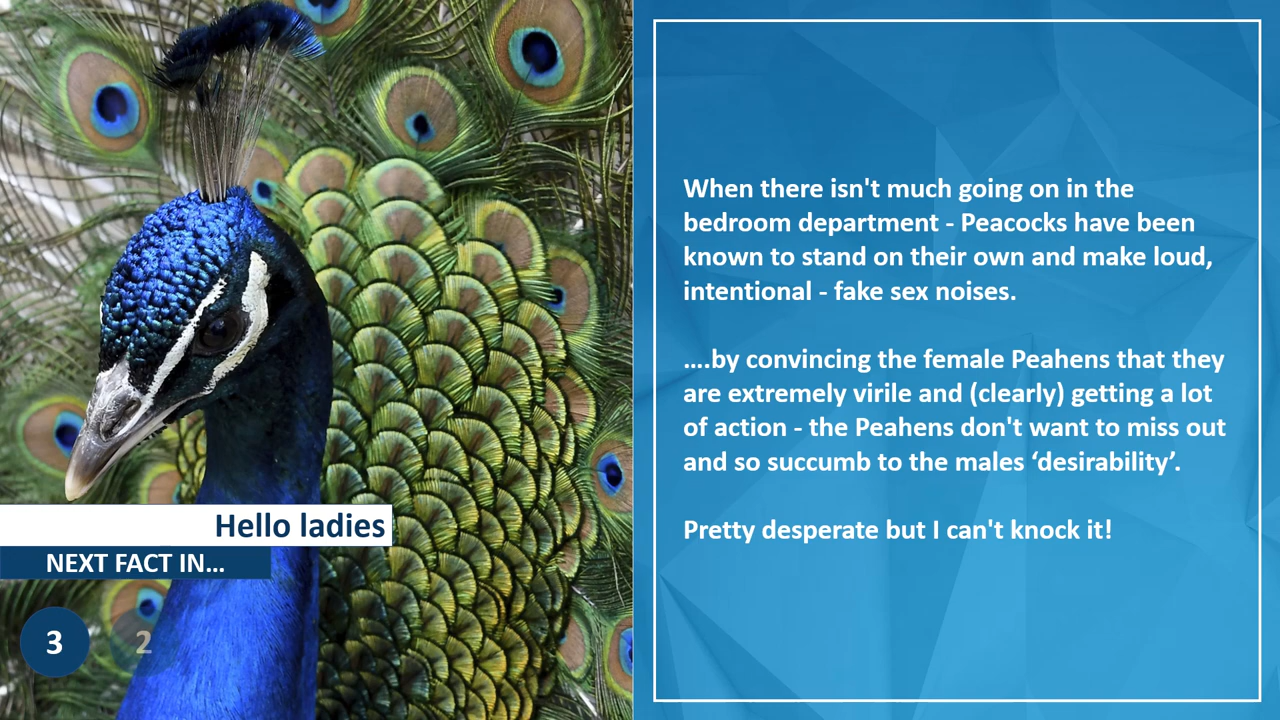 Hello ladies
NEXT FACT IN...
3
2
When there isn't much going on in the
bedroom department - Peacocks have been
known to stand on their own and make loud,
intentional - fake sex noises.
....by convincing the female Peahens that they
are extremely virile and (clearly) getting a lot
of action - the Peahens don't want to miss out
and so succumb to the males ‘desirability’.
Pretty desperate but I can't knock it!